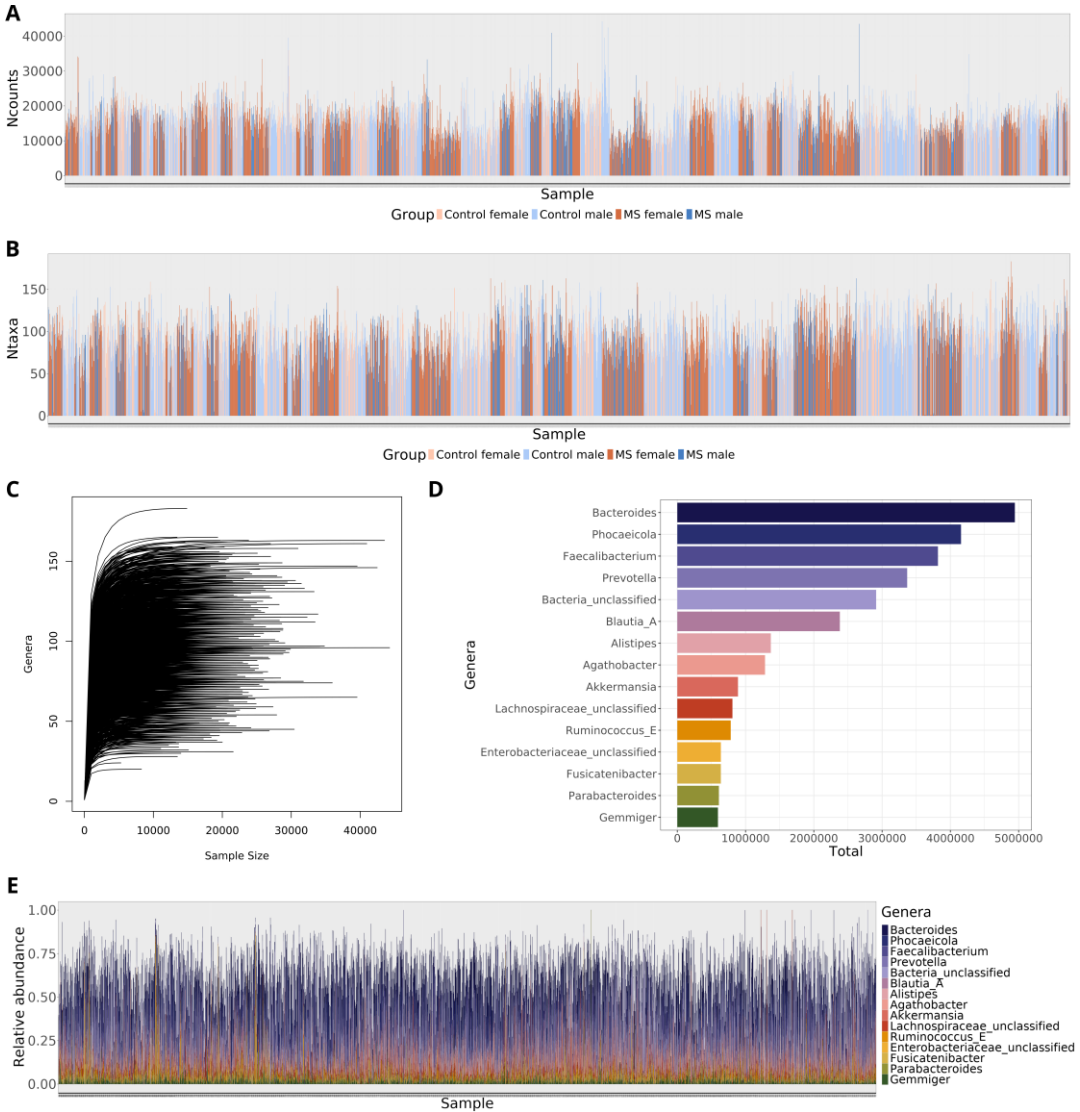 A
Ncounts
40000
30000
20000
10000
0
Sample
Group Control female Control male MS female MS male
B
Ntaxa
150
100
50
0
Sample
Group Control female Control male MS female MS male
C
Genera
150
100
50
0
0 10000 20000 30000 40000
Sample Size
D
Genera
Bacteroides
Phocaeicola
Faecalibacterium
Prevotella
Bacteria_unclassified
Blautia_A
Alistipes
Agathobacter
Akkermansia
Lachnospiraceae_unclassified
Ruminococcus_E
Enterobacteriaceae_unclassified
Fusicatenibacter
Parabacteroides
Gemmiger
0 1000000 2000000 3000000 4000000 5000000
Total
E
Relative abundance
1.00
0.75
0.50
0.25
0.00
Sample
Genera
Bacteroides
Phocaeicola
Faecalibacterium
Prevotella
Bacteria_unclassified
Blautia_A
Alistipes
Agathobacter
Akkermansia
Lachnospiraceae_unclassified
Ruminococcus_E
Enterobacteriaceae_unclassified
Fusicatenibacter
Parabacteroides
Gemmiger